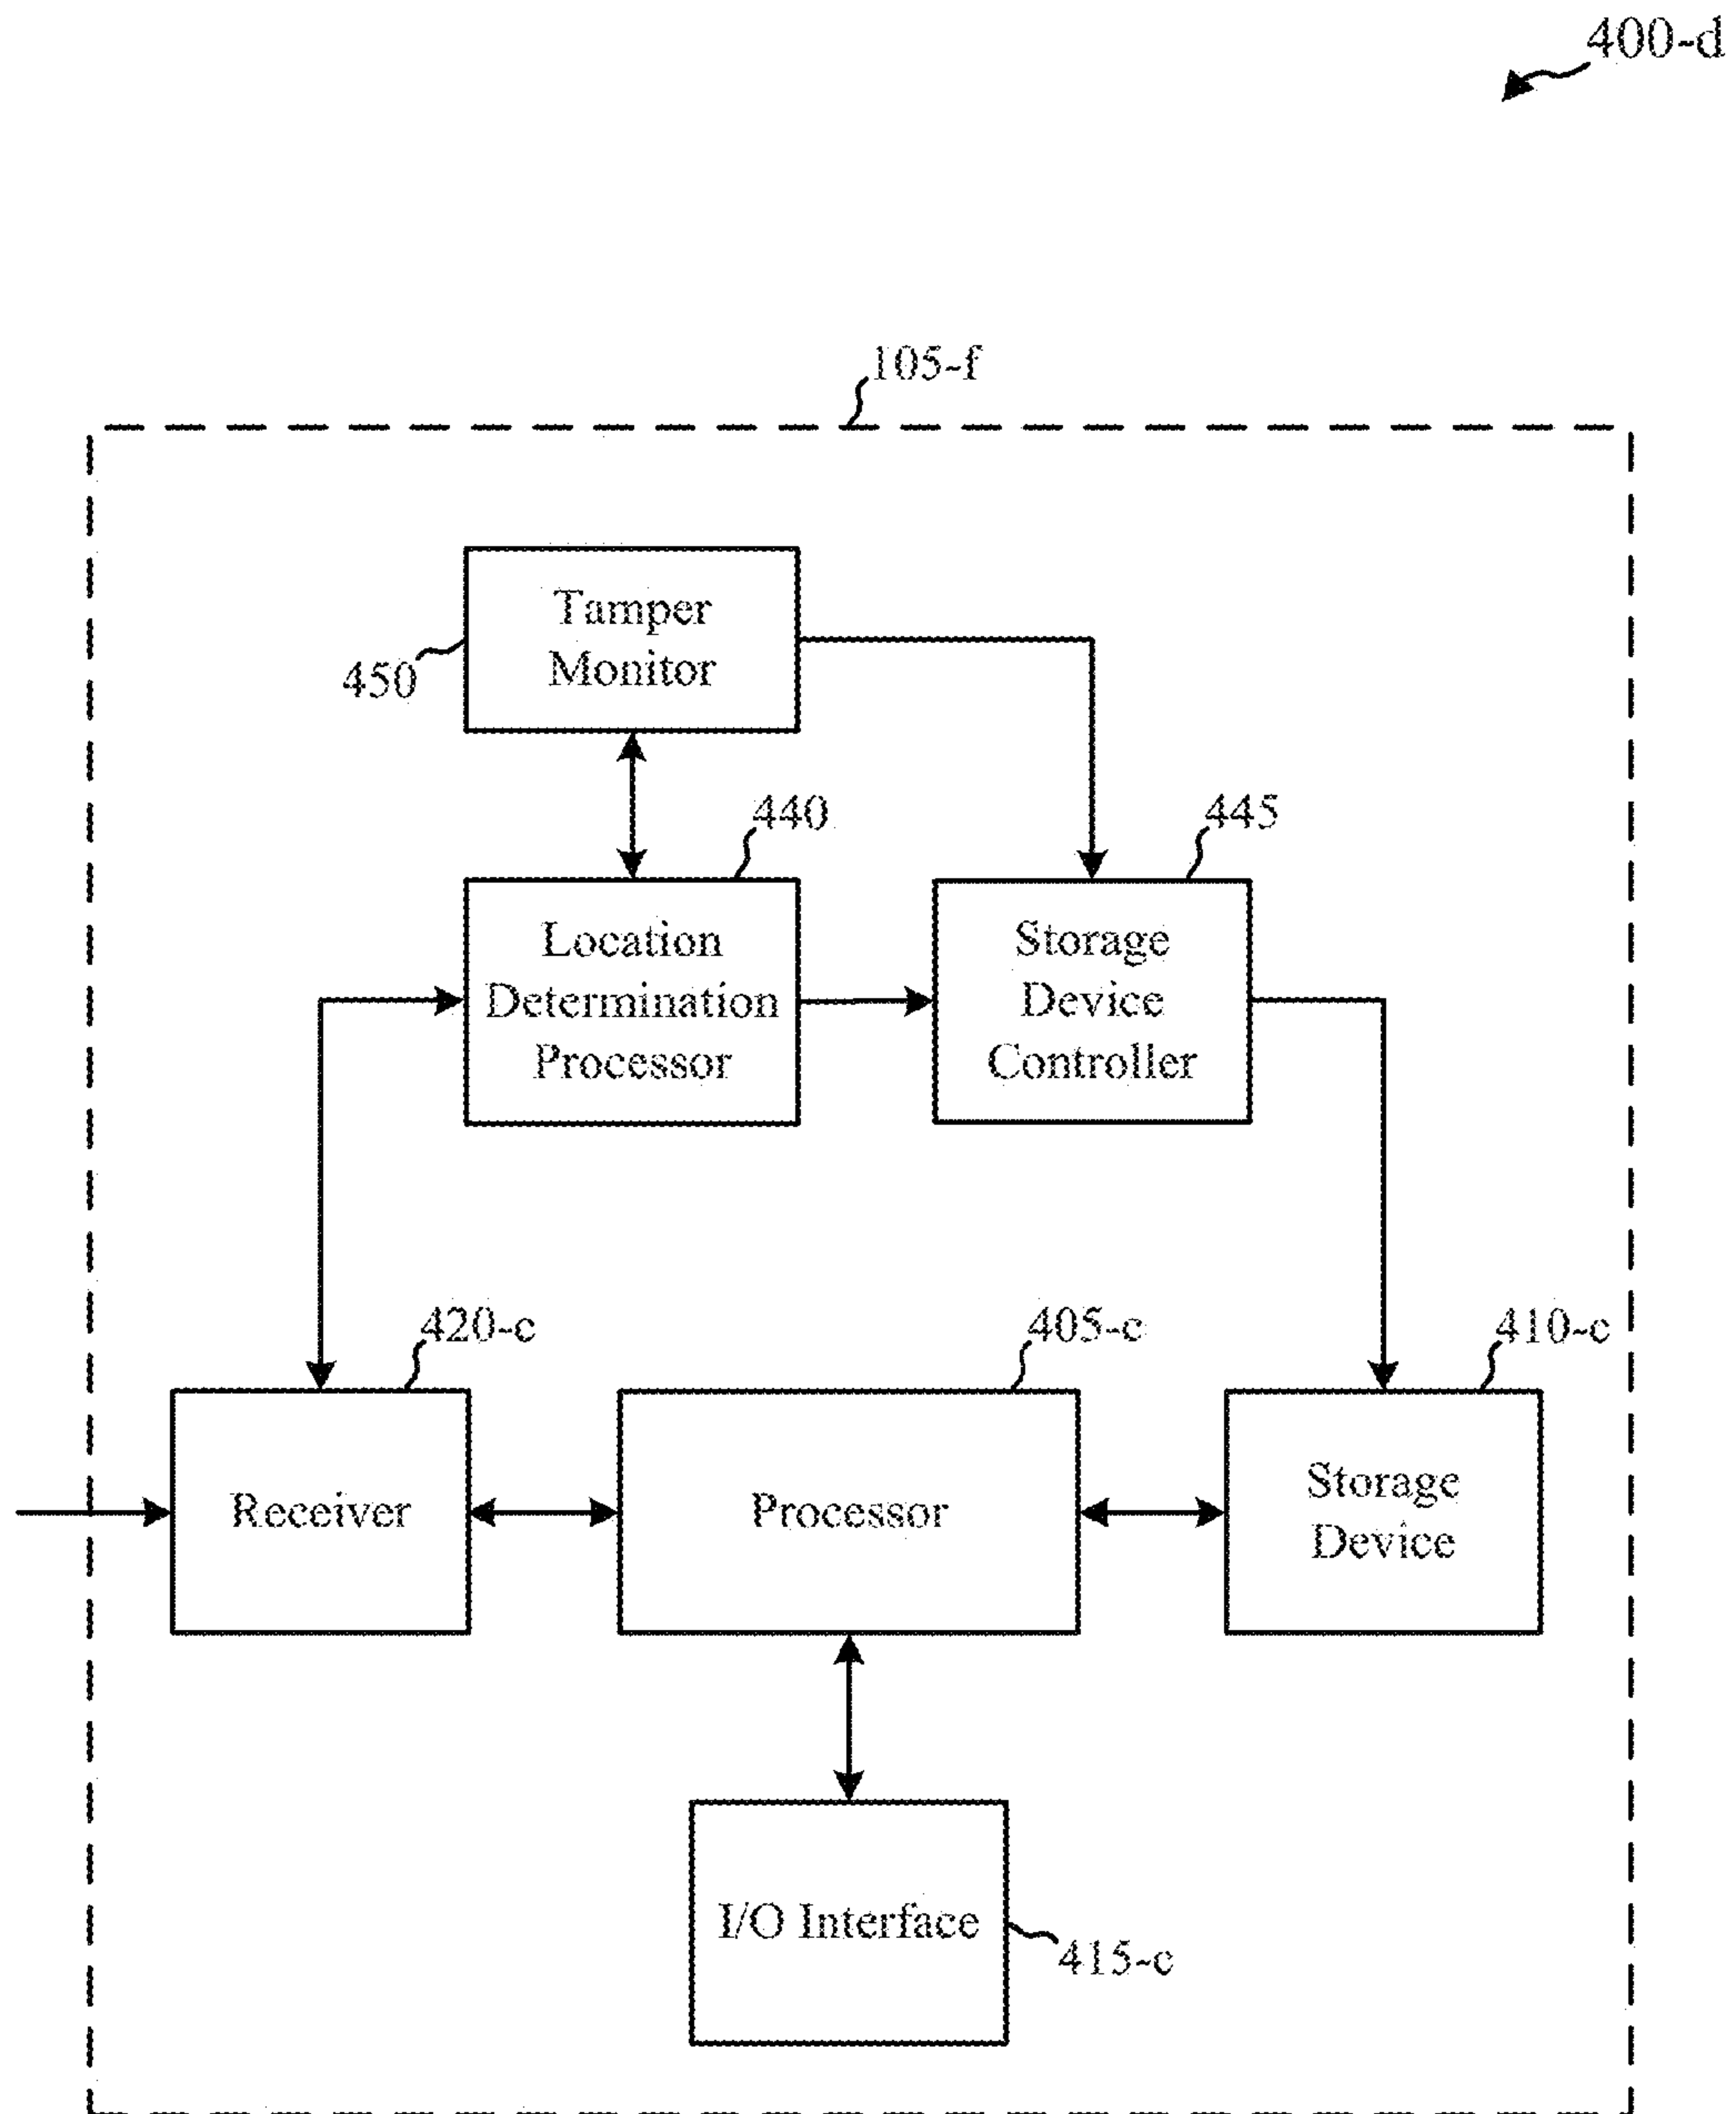 400-d
105-f
Tamper
Monitor
450
440
445
Location
Determination
Processor
Storage
Device
Controller
420-c
405-c
410-c
Receiver
Processor
Storage
Device
I/O Interface
415-c